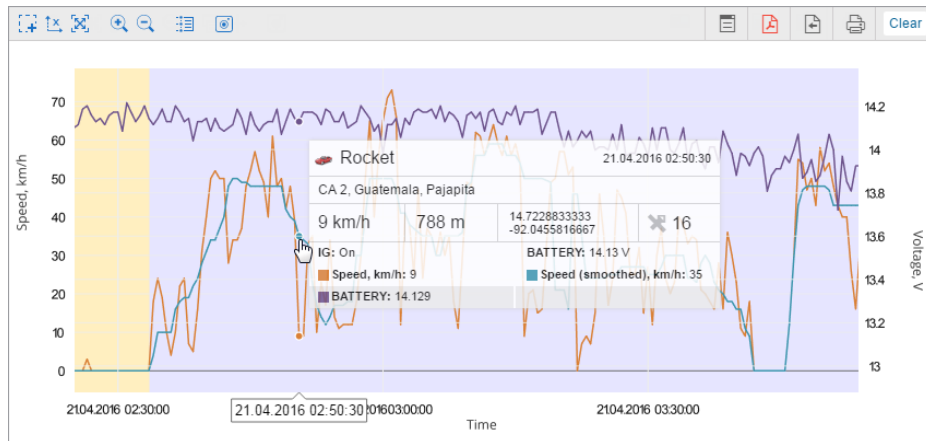 Clear
Speed, km/h
70
60
50
40
30
20
10
0
14.2
14
13.8
13.6
13.4
13.2
13
Voltage, V
Rocket 21.04.2016 02:50:30
CA 2, Guatemala, Pajapita
9 km/h 788 m 14.7228833333 16
-92.0455816667
IG: On BATTERY: 14.13 V
Speed, km/h: 9 Speed (smoothed), km/h: 35
BATTERY: 14.129
21.04.2016 02:30:00 21.04.2016 02:50:30 2016 03:00:00 21.04.2016 03:30:00
Time